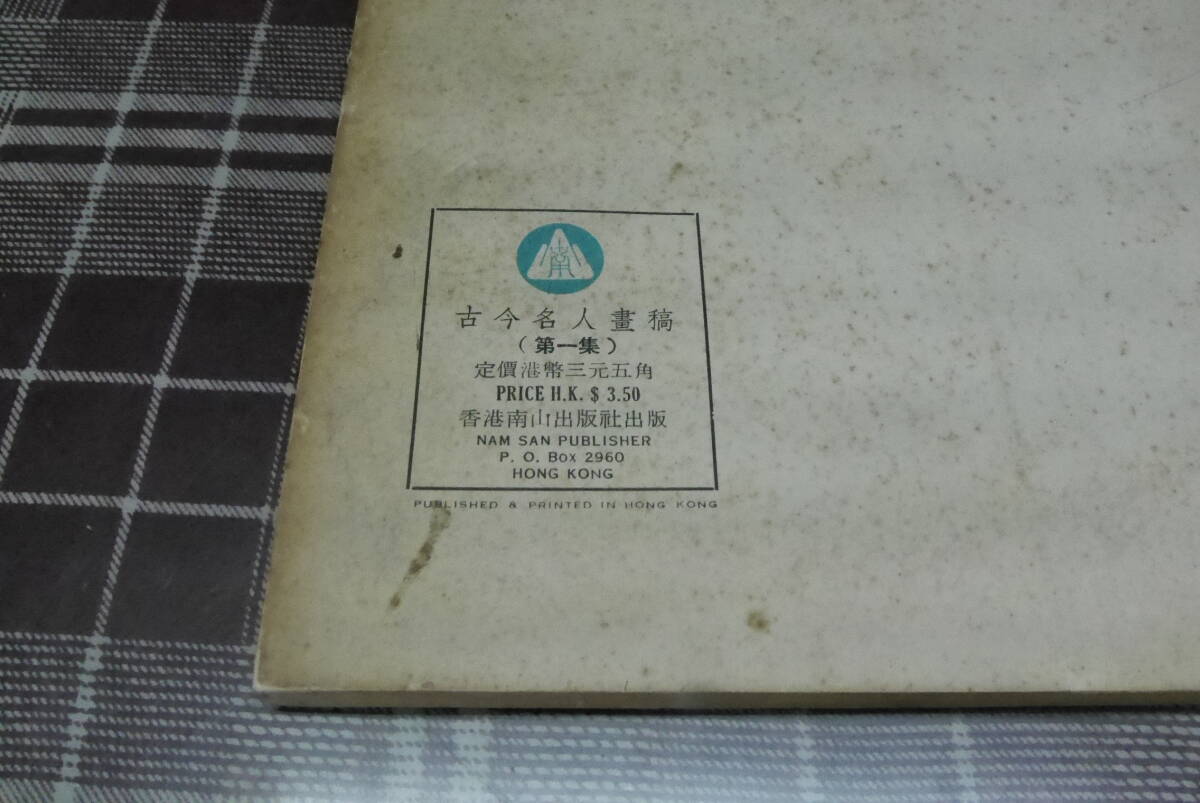 古今名人畫稿
（第一集）
定價港幣三元五角
PRICE H.K. $ 3.50
香港南山出版社出版
NAM SAN PUBLISHER
P. O. BOX 2960
HONG KONG
PUBLISHED & PRINTED IN HONG KONG